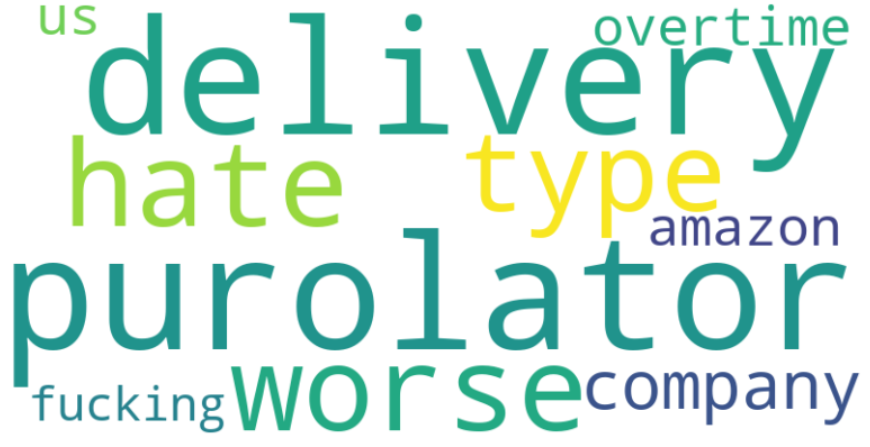 us overtime
delivery
hate type
amazon
purolator
fucking worse company